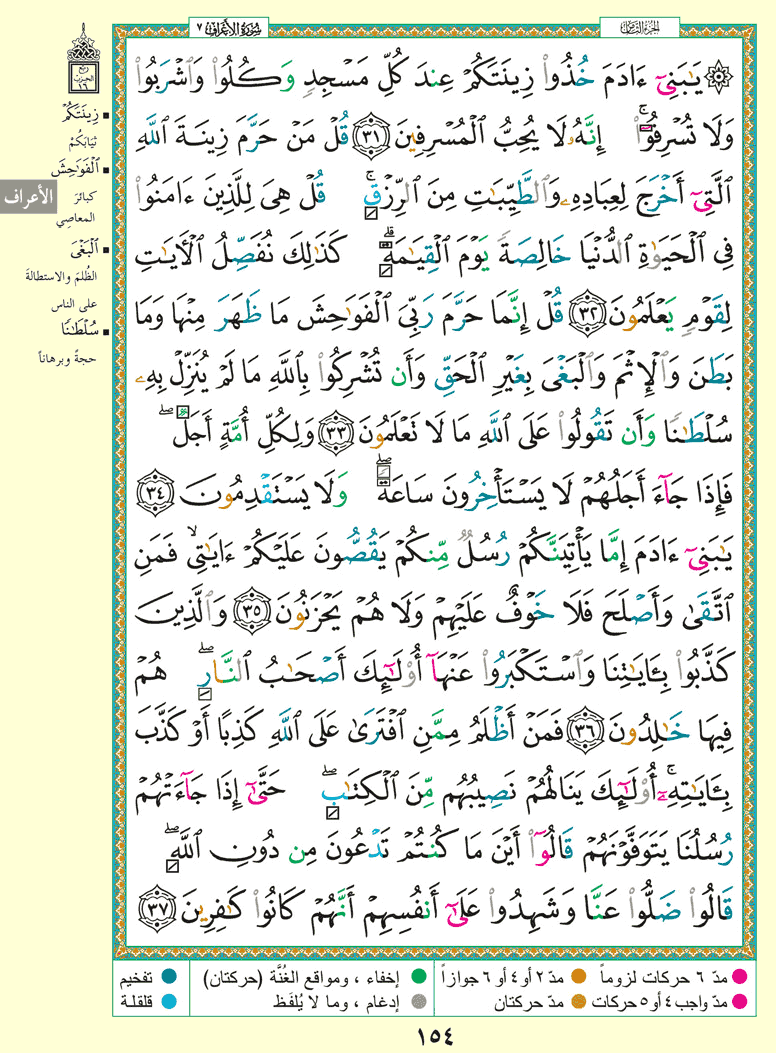 الجزء الثامن
سورة الأعراف ٧
۞ يَٰبَنِىٓ ءَادَمَ خُذُوا۟ زِينَتَكُمْ عِندَ كُلِّ مَسْجِدٍ وَكُلُوا۟ وَٱشْرَبُوا۟
وَلَا تُسْرِفُوٓا۟ ۚ إِنَّهُۥ لَا يُحِبُّ ٱلْمُسْرِفِينَ ٣١ قُلْ مَنْ حَرَّمَ زِينَةَ ٱللَّهِ
ٱلَّتِىٓ أَخْرَجَ لِعِبَادِهِۦ وَٱلطَّيِّبَٰتِ مِنَ ٱلرِّزْقِ ۚ قُلْ هِىَ لِلَّذِينَ ءَامَنُوا۟
فِى ٱلْحَيَوٰةِ ٱلدُّنْيَا خَالِصَةً يَوْمَ ٱلْقِيَٰمَةِ ۗ كَذَٰلِكَ نُفَصِّلُ ٱلْءَايَٰتِ
لِقَوْمٍ يَعْلَمُونَ ٣٢ قُلْ إِنَّمَا حَرَّمَ رَبِّىَ ٱلْفَوَٰحِشَ مَا ظَهَرَ مِنْهَا وَمَا
بَطَنَ وَٱلْإِثْمَ وَٱلْبَغْىَ بِغَيْرِ ٱلْحَقِّ وَأَن تُشْرِكُوا۟ بِٱللَّهِ مَا لَمْ يُنَزِّلْ بِهِۦ
سُلْطَٰنًا وَأَن تَقُولُوا۟ عَلَى ٱللَّهِ مَا لَا تَعْلَمُونَ ٣٣ وَلِكُلِّ أُمَّةٍ أَجَلٌ ۖ
فَإِذَا جَآءَ أَجَلُهُمْ لَا يَسْتَأْخِرُونَ سَاعَةً ۖ وَلَا يَسْتَقْدِمُونَ ٣٤
يَٰبَنِىٓ ءَادَمَ إِمَّا يَأْتِيَنَّكُمْ رُسُلٌ مِّنكُمْ يَقُصُّونَ عَلَيْكُمْ ءَايَٰتِى ۙ فَمَنِ
ٱتَّقَىٰ وَأَصْلَحَ فَلَا خَوْفٌ عَلَيْهِمْ وَلَا هُمْ يَحْزَنُونَ ٣٥ وَٱلَّذِينَ
كَذَّبُوا۟ بِـَٔايَٰتِنَا وَٱسْتَكْبَرُوا۟ عَنْهَآ أُو۟لَٰٓئِكَ أَصْحَٰبُ ٱلنَّارِ ۖ هُمْ
فِيهَا خَٰلِدُونَ ٣٦ فَمَنْ أَظْلَمُ مِمَّنِ ٱفْتَرَىٰ عَلَى ٱللَّهِ كَذِبًا أَوْ كَذَّبَ
بِـَٔايَٰتِهِۦٓ ۚ أُو۟لَٰٓئِكَ يَنَالُهُمْ نَصِيبُهُم مِّنَ ٱلْكِتَٰبِ ۖ حَتَّىٰٓ إِذَا جَآءَتْهُمْ
رُسُلُنَا يَتَوَفَّوْنَهُمْ قَالُوٓا۟ أَيْنَ مَا كُنتُمْ تَدْعُونَ مِن دُونِ ٱللَّهِ ۖ
قَالُوا۟ ضَلُّوا۟ عَنَّا وَشَهِدُوا۟ عَلَىٰٓ أَنفُسِهِمْ أَنَّهُمْ كَانُوا۟ كَٰفِرِينَ ٣٧
ربع
الحزب
١٦
زِينَتَكُمْ
ثيابَكُم
ٱلْفَوَٰحِشَ
كبائرَ
المعاصي
ٱلْبَغْىَ
الظُّلمَ والاستطالةَ
على الناس
سُلْطَٰنًا
حجةً وبرهاناً
الأعراف
مدّ ٦ حركات لزوماً
مدّ ٢ أو ٤ أو ٦ جوازاً
إخفاء ، ومواقع الغُنَّة (حركتان)
تفخيم
مدّ واجب ٤ أو ٥ حركات
مدّ حركتان
إدغام ، وما لا يُلفَظ
قلقلة
١٥٤